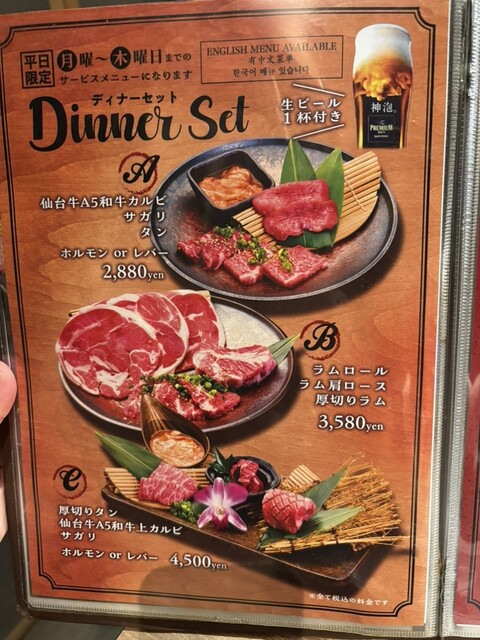 平日
限定
月曜～木曜日までの
サービスメニューになります
ENGLISH MENU AVAILABLE
有中文菜单
한국어 메뉴 있습니다
ディナーセット
Dinner Set
生ビール
1杯付き
神泡。
The
PREMIUM
MALT'S
SUNTORY
A
仙台牛A5和牛カルビ
サガリ
タン
ホルモン or レバー
2,880yen
B
ラムロール
ラム肩ロース
厚切りラム
3,580yen
C
厚切りタン
仙台牛A5和牛上カルビ
サガリ
ホルモン or レバー 4,500yen
※全て税込の料金です